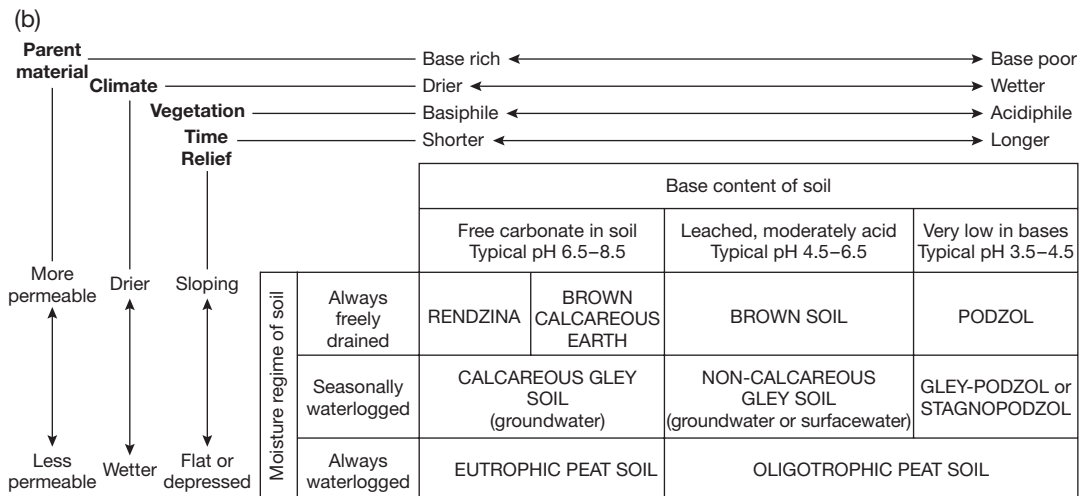 (b)
Parent
material
Base rich
Base poor
Climate
Drier
Wetter
Vegetation
Basiphile
Acidiphile
Time
Shorter
Longer
Relief
Base content of soil
Free carbonate in soil
Typical pH 6.5–8.5
Leached, moderately acid
Typical pH 4.5–6.5
Very low in bases
Typical pH 3.5–4.5
More
permeable
Drier
Sloping
Less
permeable
Wetter
Flat or
depressed
Moisture regime of soil
Always
freely
drained
RENDZINA
BROWN
CALCAREOUS
EARTH
BROWN SOIL
PODZOL
Seasonally
waterlogged
CALCAREOUS GLEY
SOIL
(groundwater)
NON-CALCAREOUS
GLEY SOIL
(groundwater or surfacewater)
GLEY-PODZOL or
STAGNOPODZOL
Always
waterlogged
EUTROPHIC PEAT SOIL
OLIGOTROPHIC PEAT SOIL